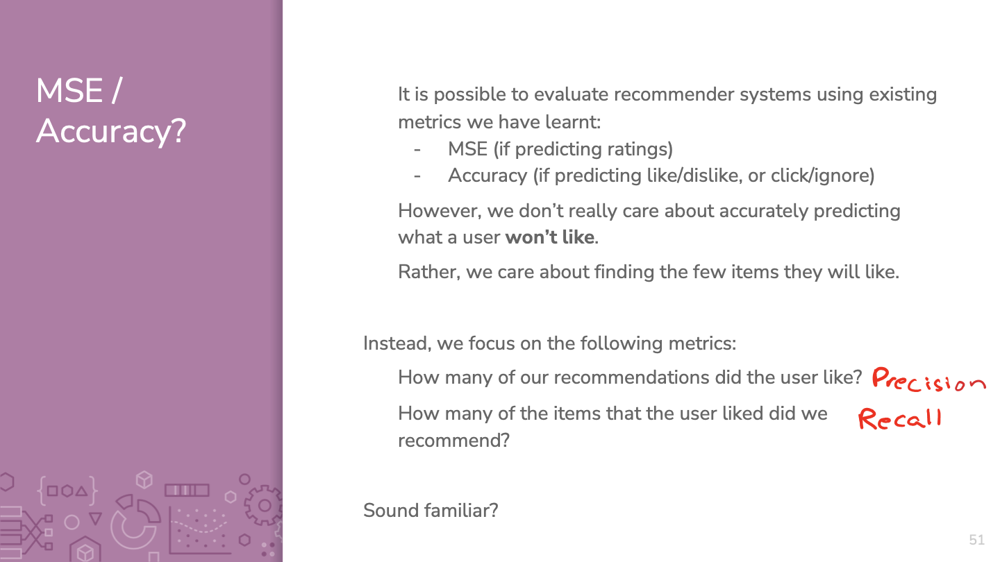 MSE /
Accuracy?
It is possible to evaluate recommender systems using existing
metrics we have learnt:
- MSE (if predicting ratings)
- Accuracy (if predicting like/dislike, or click/ignore)
However, we don’t really care about accurately predicting
what a user won’t like.
Rather, we care about finding the few items they will like.
Instead, we focus on the following metrics:
How many of our recommendations did the user like? Precision
How many of the items that the user liked did we Recall
recommend?
Sound familiar?
51